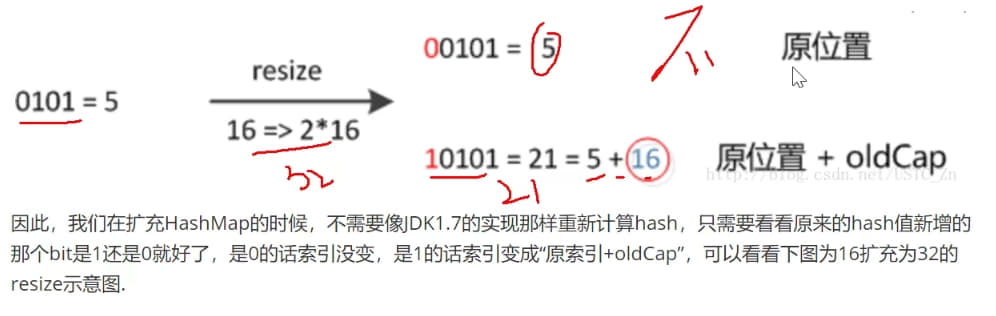 00101 = 5
原位置
resize
0101 = 5
16 => 2*16
10101 = 21 = 5 + 16
原位置 + oldCap
32
21
因此，我们在扩充HashMap的时候，不需要像JDK1.7的实现那样重新计算hash，只需要看看原来的hash值新增的
那个bit是1还是0就好了，是0的话索引没变，是1的话索引变成“原索引+oldCap”，可以看看下图为16扩充为32的
resize示意图.